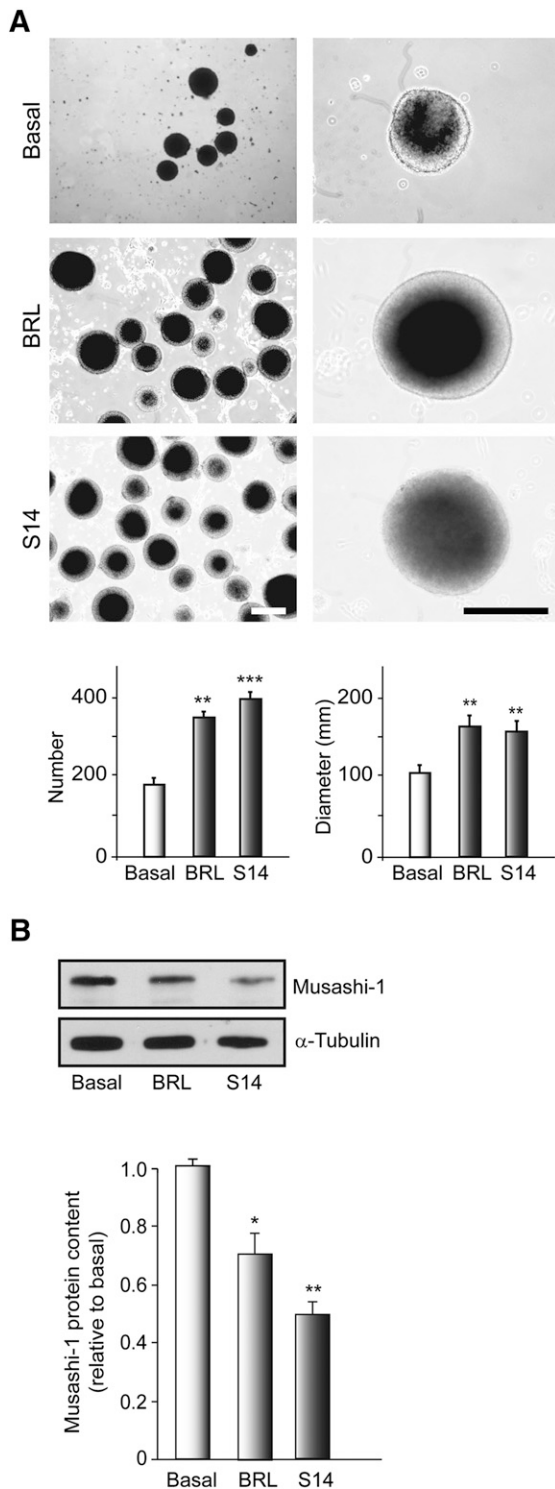 A
Basal
BRL
S14
Number
400
200
0
**
***
Basal BRL S14
Diameter (mm)
200
100
0
**
**
Basal BRL S14
B
Musashi-1
α-Tubulin
Basal BRL S14
Musashi-1 protein content
(relative to basal)
1.0
0.8
0.6
0.4
0.2
0
*
**
Basal BRL S14